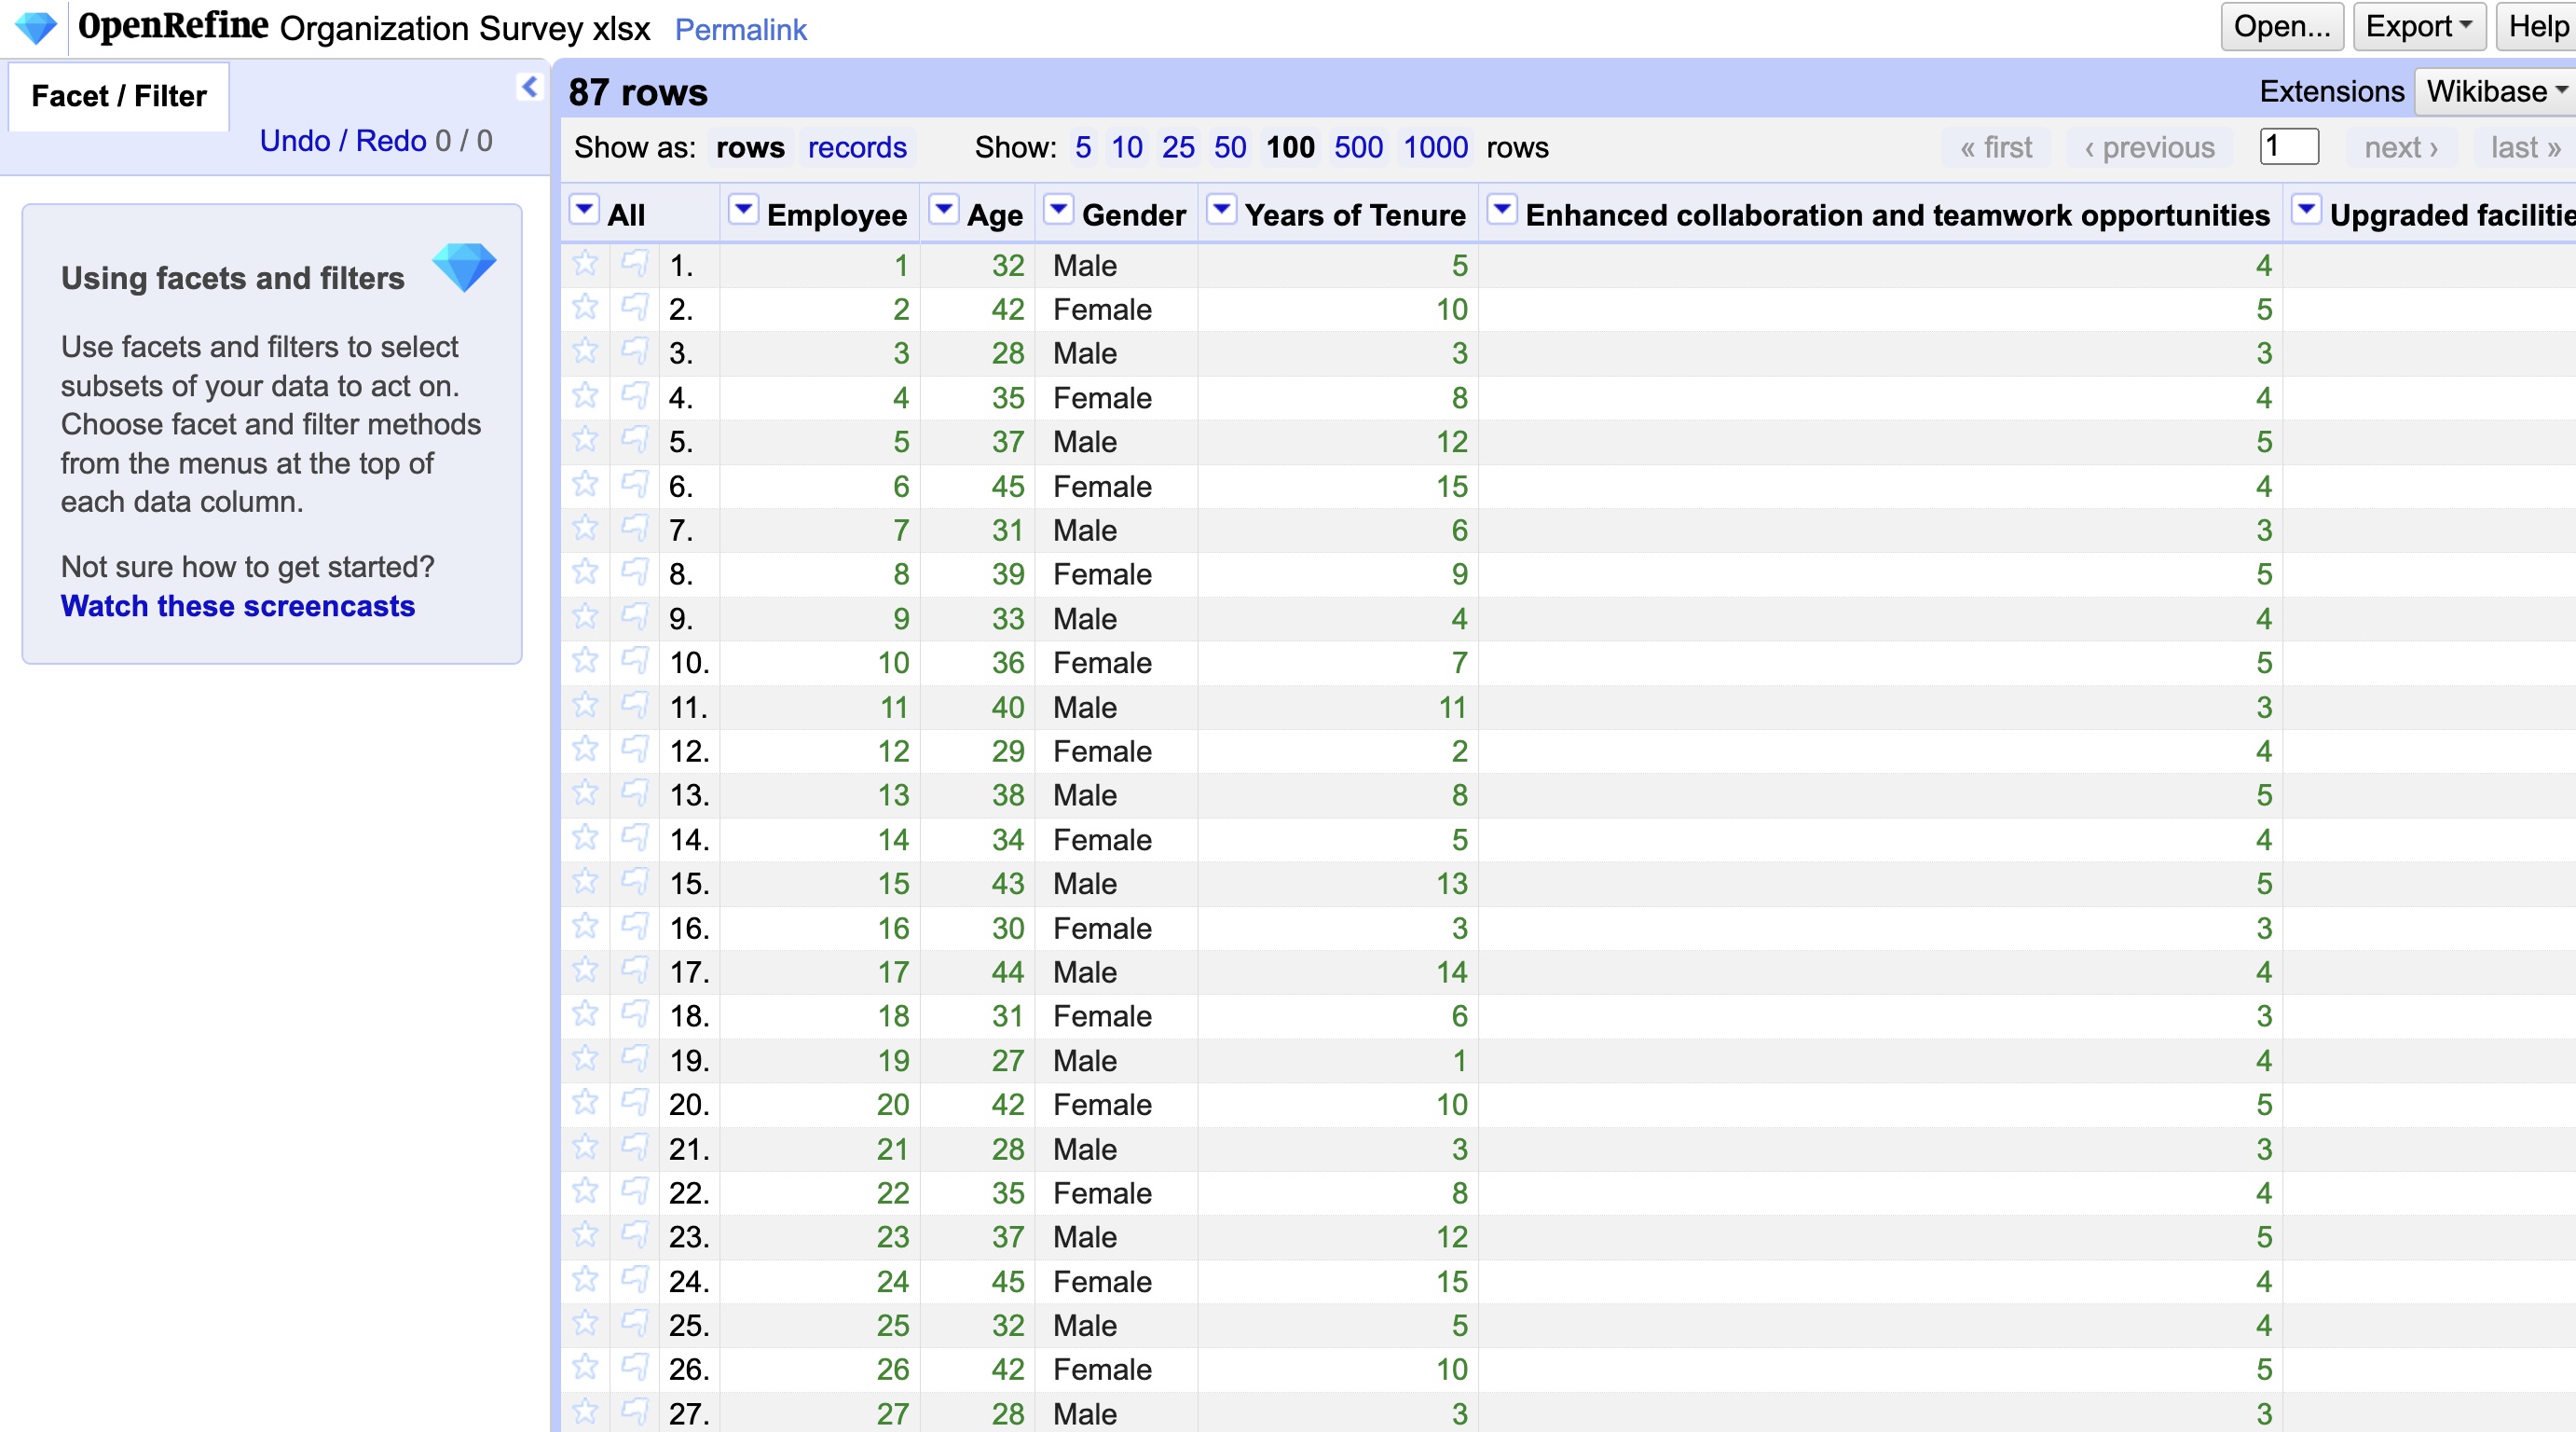 OpenRefine Organization Survey xlsx Permalink Open... Export Help
Facet / Filter
Undo / Redo 0 / 0
Using facets and filters
Use facets and filters to select
subsets of your data to act on.
Choose facet and filter methods
from the menus at the top of
each data column.
Not sure how to get started?
Watch these screencasts
87 rows Extensions Wikibase
Show as: rows records Show: 5 10 25 50 100 500 1000 rows « first ‹ previous 1 next › last »
All Employee Age Gender Years of Tenure Enhanced collaboration and teamwork opportunities Upgraded facilitie
1. 1 32 Male 5 4
2. 2 42 Female 10 5
3. 3 28 Male 3 3
4. 4 35 Female 8 4
5. 5 37 Male 12 5
6. 6 45 Female 15 4
7. 7 31 Male 6 3
8. 8 39 Female 9 5
9. 9 33 Male 4 4
10. 10 36 Female 7 5
11. 11 40 Male 11 3
12. 12 29 Female 2 4
13. 13 38 Male 8 5
14. 14 34 Female 5 4
15. 15 43 Male 13 5
16. 16 30 Female 3 3
17. 17 44 Male 14 4
18. 18 31 Female 6 3
19. 19 27 Male 1 4
20. 20 42 Female 10 5
21. 21 28 Male 3 3
22. 22 35 Female 8 4
23. 23 37 Male 12 5
24. 24 45 Female 15 4
25. 25 32 Male 5 4
26. 26 42 Female 10 5
27. 27 28 Male 3 3